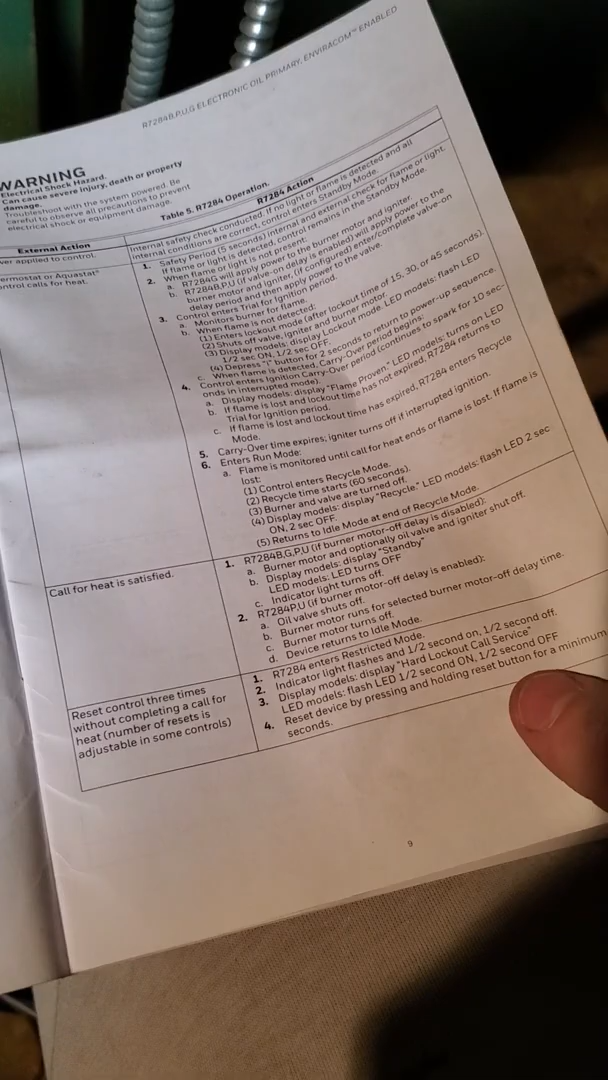 R7284B,P,U,G ELECTRONIC OIL PRIMARY, ENVIRACOM™ ENABLED
WARNING
Electrical Shock Hazard.
Can cause severe injury, death or property
damage.
Troubleshoot with the system powered. Be
careful to observe all precautions to prevent
electrical shock or equipment damage.
Table 5. R7284 Operation.
External Action
R7284 Action
wer applied to control.
Internal safety check conducted. If no light or flame is detected and all
internal conditions are correct, control enters Standby Mode.
ermostat or Aquastat®
ntrol calls for heat.
1. Safety Period (5 seconds) internal and external check for flame or light.
If flame or light is detected, control remains in the Standby Mode.
2. When flame or light is not present:
a. R7284G will apply power to the burner motor and igniter.
b. R7284B,P,U (if valve-on delay is enabled) will apply power to the
burner motor and igniter, (if configured) enter/complete valve-on
delay period and then apply power to the valve.
3. Control enters Trial for Ignition period.
a. Monitors burner for flame.
b. When flame is not detected:
(1) Enters lockout mode (after lockout time of 15, 30, or 45 seconds).
(2) Shuts off valve, igniter and burner motor.
(3) Display models: display Lockout mode. LED models: flash LED
1/2 sec ON, 1/2 sec OFF.
(4) Depress "i" button for 2 seconds to return to power-up sequence.
c. When flame is detected, Carry-Over period begins:
4. Control enters Ignition Carry-Over period (continues to spark for 10 sec-
onds in interrupted mode).
a. Display models: display "Flame Proven." LED models: turns on LED
b. If flame is lost and lockout time has not expired, R7284 returns to
Trial for Ignition period.
c. If flame is lost and lockout time has expired, R7284 enters Recycle
Mode.
5. Carry-Over time expires; igniter turns off if interrupted ignition.
6. Enters Run Mode:
a. Flame is monitored until call for heat ends or flame is lost. If flame is
lost:
(1) Control enters Recycle Mode.
(2) Recycle time starts (60 seconds).
(3) Burner and valve are turned off.
(4) Display models: display "Recycle." LED models: flash LED 2 sec
ON, 2 sec OFF.
(5) Returns to Idle Mode at end of Recycle Mode.
Call for heat is satisfied.
1. R7284B,G,P,U (if burner motor-off delay is disabled):
a. Burner motor and optionally oil valve and igniter shut off.
b. Display models: display "Standby"
LED models: LED turns OFF
c. Indicator light turns off.
2. R7284P,U (if burner motor-off delay is enabled):
a. Oil valve shuts off.
b. Burner motor runs for selected burner motor-off delay time.
c. Burner motor turns off.
d. Device returns to Idle Mode.
Reset control three times
without completing a call for
heat (number of resets is
adjustable in some controls)
1. R7284 enters Restricted Mode.
2. Indicator light flashes and 1/2 second on, 1/2 second off.
3. Display models: display "Hard Lockout Call Service"
LED models: flash LED 1/2 second ON, 1/2 second OFF
4. Reset device by pressing and holding reset button for a minimum
seconds.
9